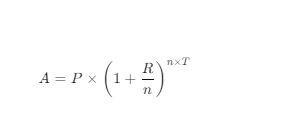 A = P × (1 + R/n)^{n×T}